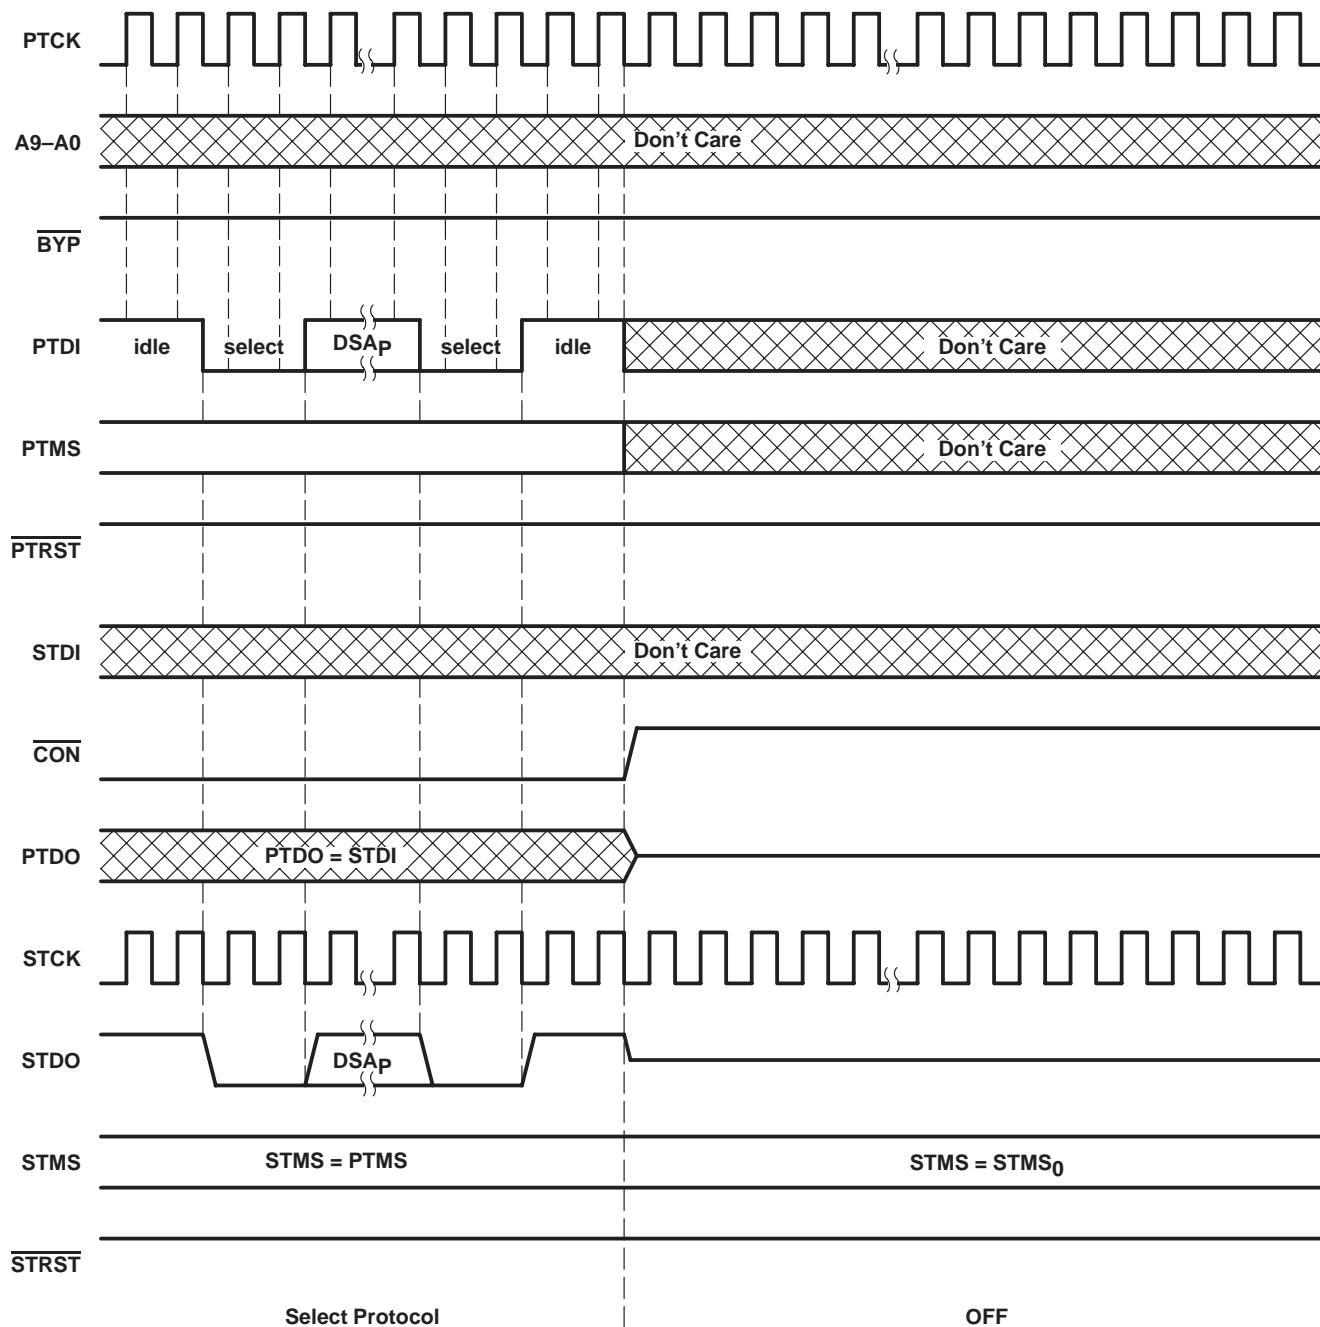 PTCK
A9–A0
Don't Care
BYP
PTDI
idle
select
DSAP
select
idle
Don't Care
PTMS
Don't Care
PTRST
STDI
Don't Care
CON
PTDO
PTDO = STDI
STCK
STDO
DSAP
STMS
STMS = PTMS
STMS = STMS0
STRST
Select Protocol
OFF